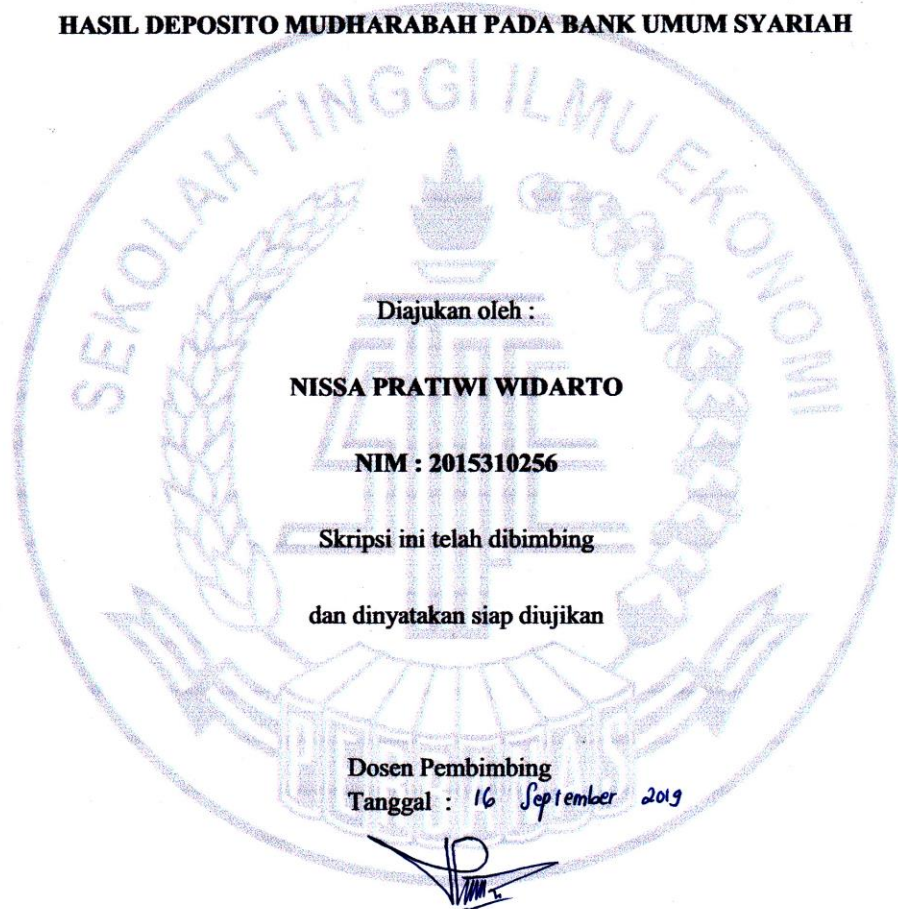 HASIL DEPOSITO MUDHARABAH PADA BANK UMUM SYARIAH
SEKOLAH TINGGI ILMU EKONOMI
Diajukan oleh :
NISSA PRATIWI WIDARTO
NIM : 2015310256
Skripsi ini telah dibimbing
dan dinyatakan siap diujikan
PERBANAS
Dosen Pembimbing
Tanggal : 16 September 2019